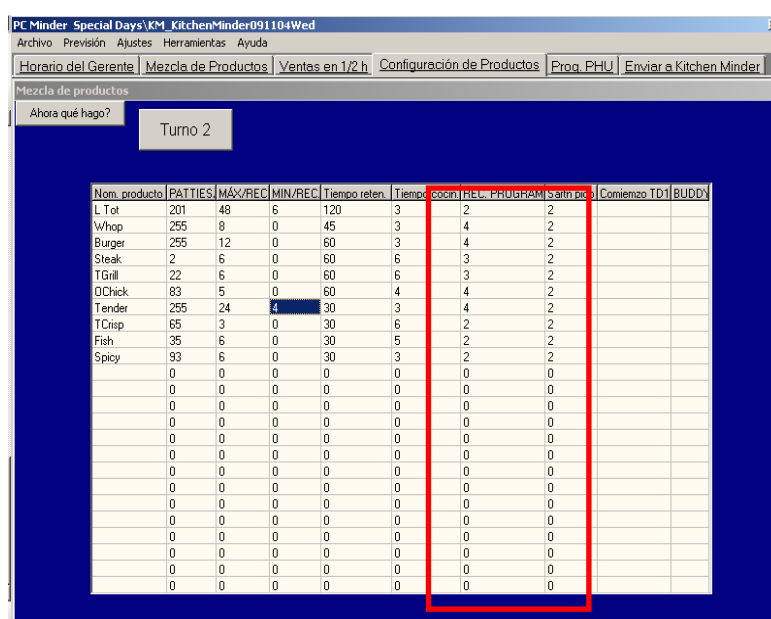 PC Minder Special Days\KM_KitchenMinder091104Wed
Archivo Previsión Ajustes Herramientas Ayuda
Horario del Gerente Mezcla de Productos Ventas en 1/2 h Configuración de Productos Prog. PHU Enviar a Kitchen Minder
Mezcla de productos
Ahora qué hago?
Turno 2
Nom. producto PATTIES. MÁX/REC MIN/REC. Tiempo reten. Tiempo cocin. REC. PROGRAM Sartn pico Comiemzo TD1 BUDDY
L Tot 201 48 6 120 3 2 2
Whop 255 8 0 45 3 4 2
Burger 255 12 0 60 3 4 2
Steak 2 6 0 60 6 3 2
TGrill 22 6 0 60 6 3 2
OChick 83 5 0 60 4 4 2
Tender 255 24 4 30 3 4 2
TCrisp 65 3 0 30 6 2 2
Fish 35 6 0 30 5 2 2
Spicy 93 6 0 30 3 2 2
0 0 0 0 0 0 0
0 0 0 0 0 0 0
0 0 0 0 0 0 0
0 0 0 0 0 0 0
0 0 0 0 0 0 0
0 0 0 0 0 0 0
0 0 0 0 0 0 0
0 0 0 0 0 0 0
0 0 0 0 0 0 0
0 0 0 0 0 0 0
0 0 0 0 0 0 0
0 0 0 0 0 0 0
0 0 0 0 0 0 0
0 0 0 0 0 0 0